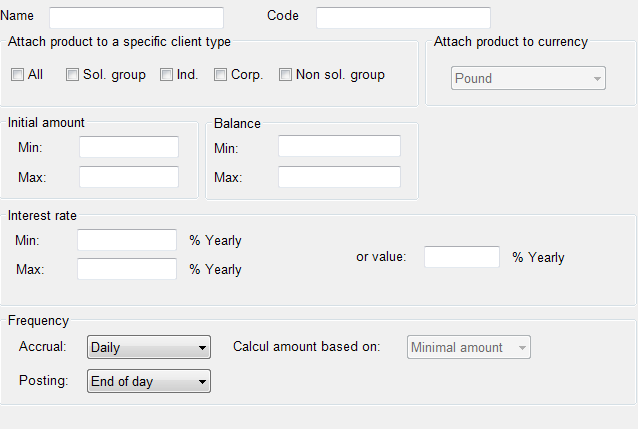 Name Code
Attach product to a specific client type Attach product to currency
All Sol. group Ind. Corp. Non sol. group Pound
Initial amount Balance
Min: Min:
Max: Max:
Interest rate
Min: % Yearly
or value: % Yearly
Max: % Yearly
Frequency
Accrual: Daily Calcul amount based on: Minimal amount
Posting: End of day